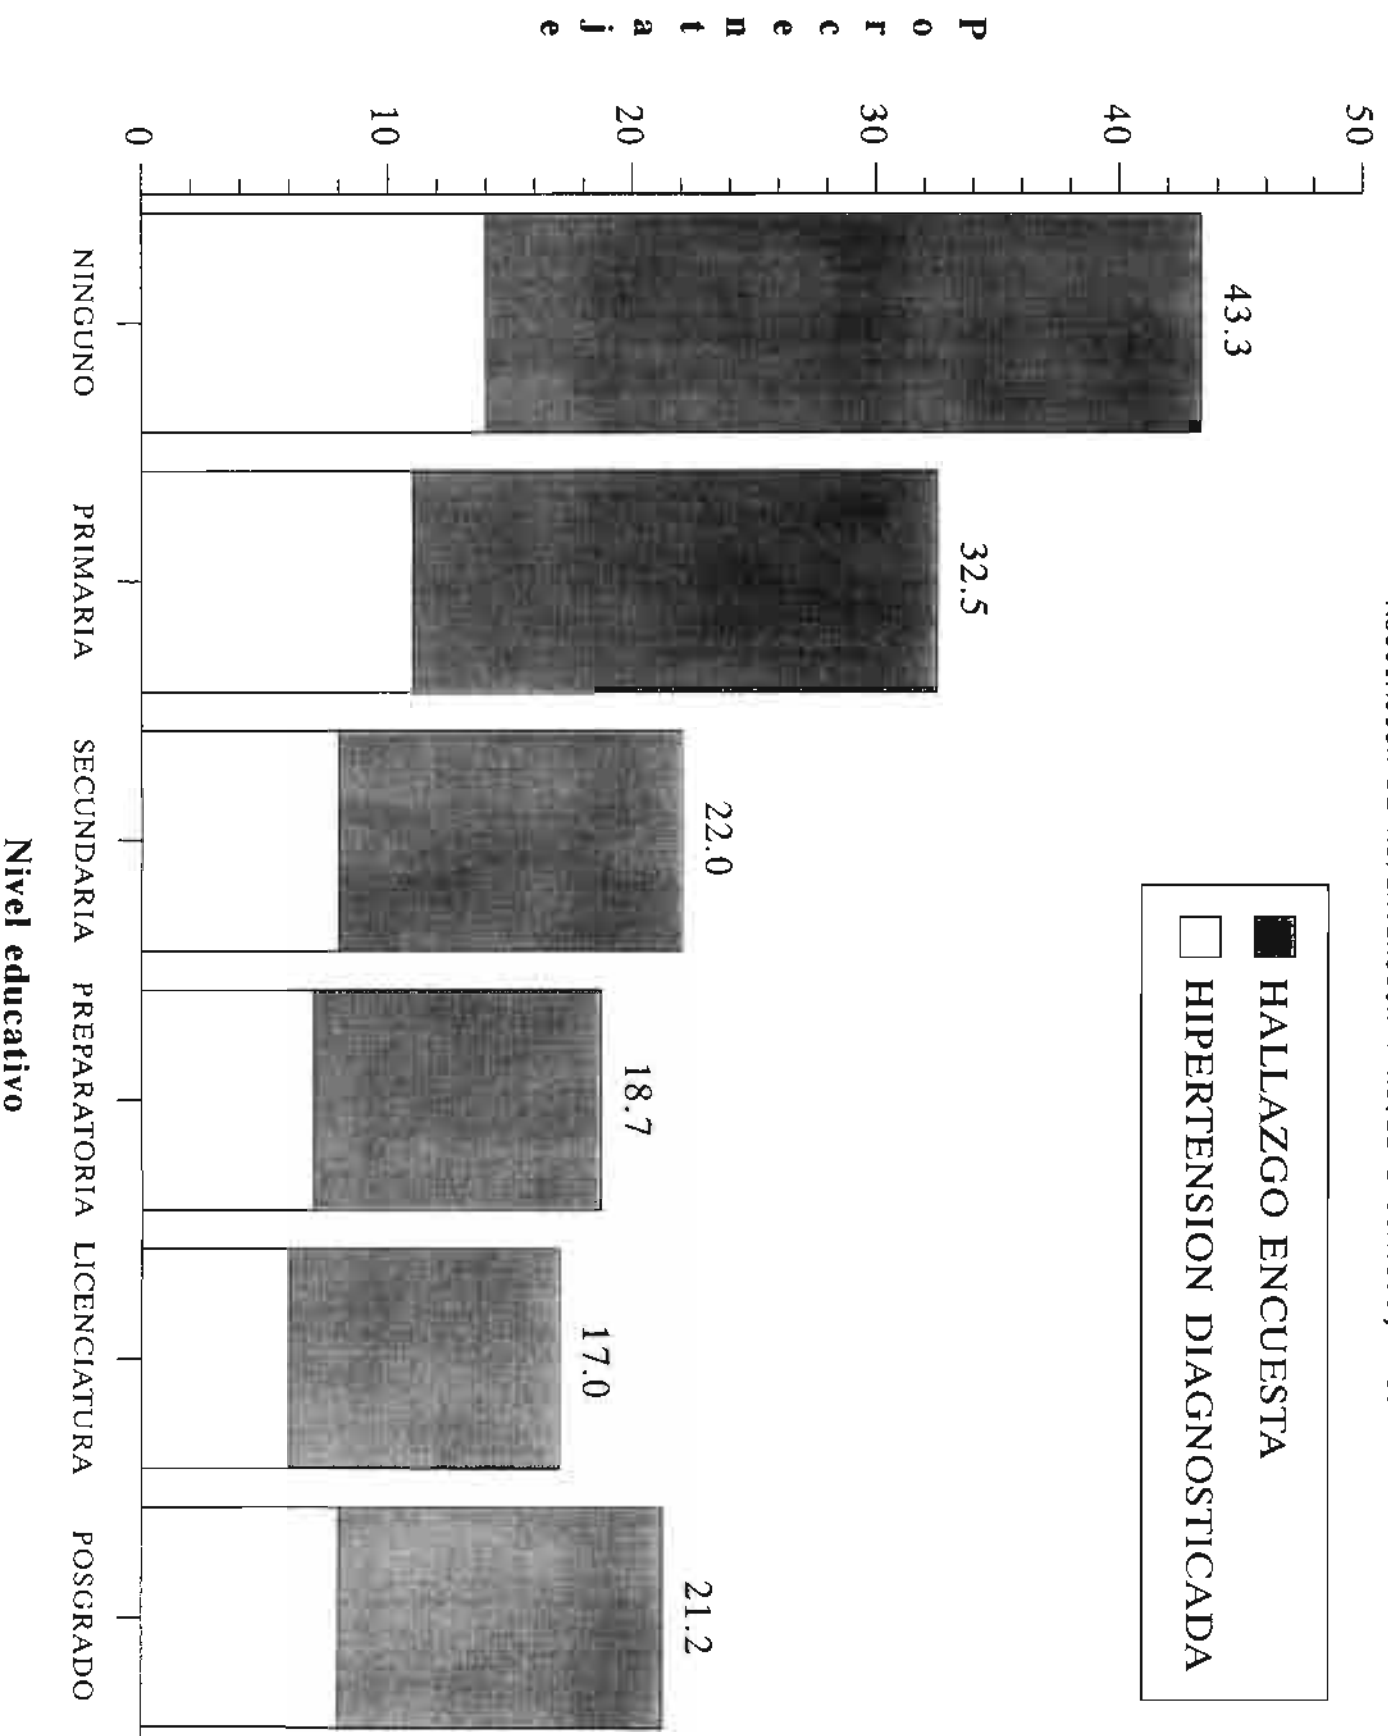 HALLAZGO ENCUESTA
HIPERTENSION DIAGNOSTICADA
Porcentaje
50
40
30
20
10
0
43.3
32.5
22.0
18.7
17.0
21.2
NINGUNO
PRIMARIA
SECUNDARIA
PREPARATORIA
LICENCIATURA
POSGRADO
Nivel educativo